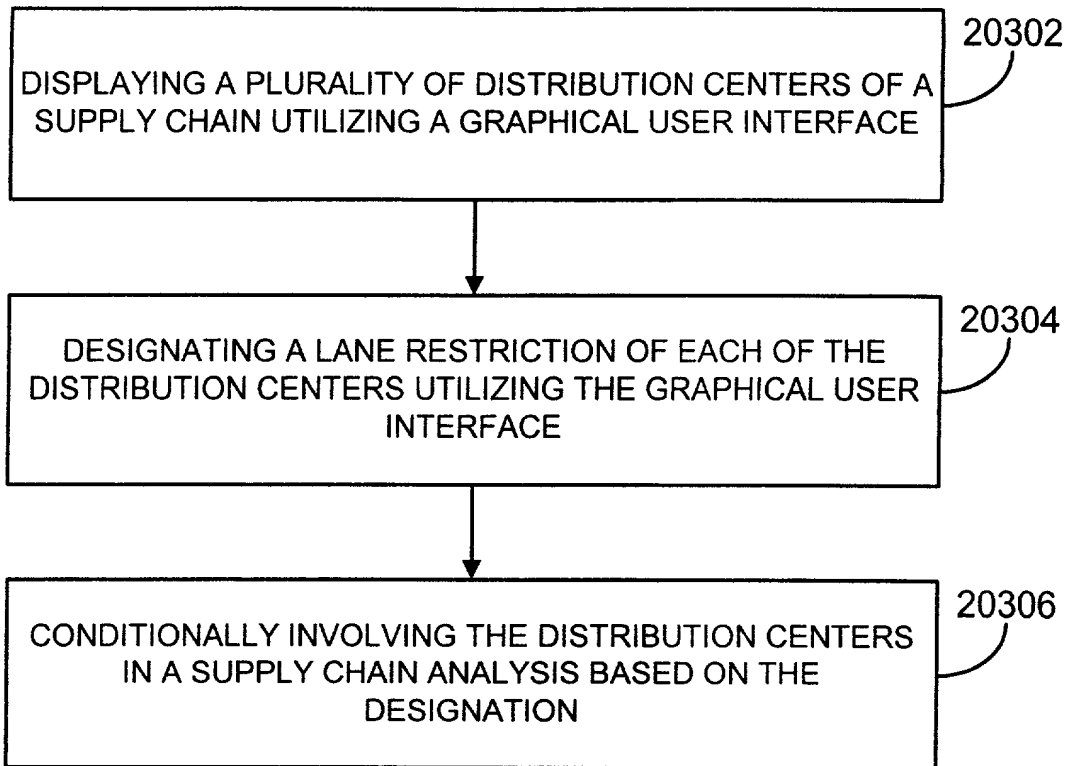 20302
DISPLAYING A PLURALITY OF DISTRIBUTION CENTERS OF A
SUPPLY CHAIN UTILIZING A GRAPHICAL USER INTERFACE
20304
DESIGNATING A LANE RESTRICTION OF EACH OF THE
DISTRIBUTION CENTERS UTILIZING THE GRAPHICAL USER
INTERFACE
20306
CONDITIONALLY INVOLVING THE DISTRIBUTION CENTERS
IN A SUPPLY CHAIN ANALYSIS BASED ON THE
DESIGNATION